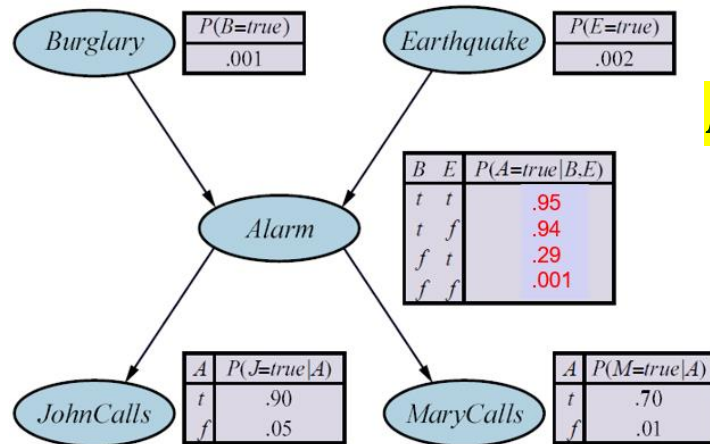 Burglary
P(B=true)
.001
Earthquake
P(E=true)
.002
B E P(A=true|B,E)
t t .95
t f .94
f t .29
f f .001
Alarm
JohnCalls
A P(J=true|A)
t .90
f .05
MaryCalls
A P(M=true|A)
t .70
f .01